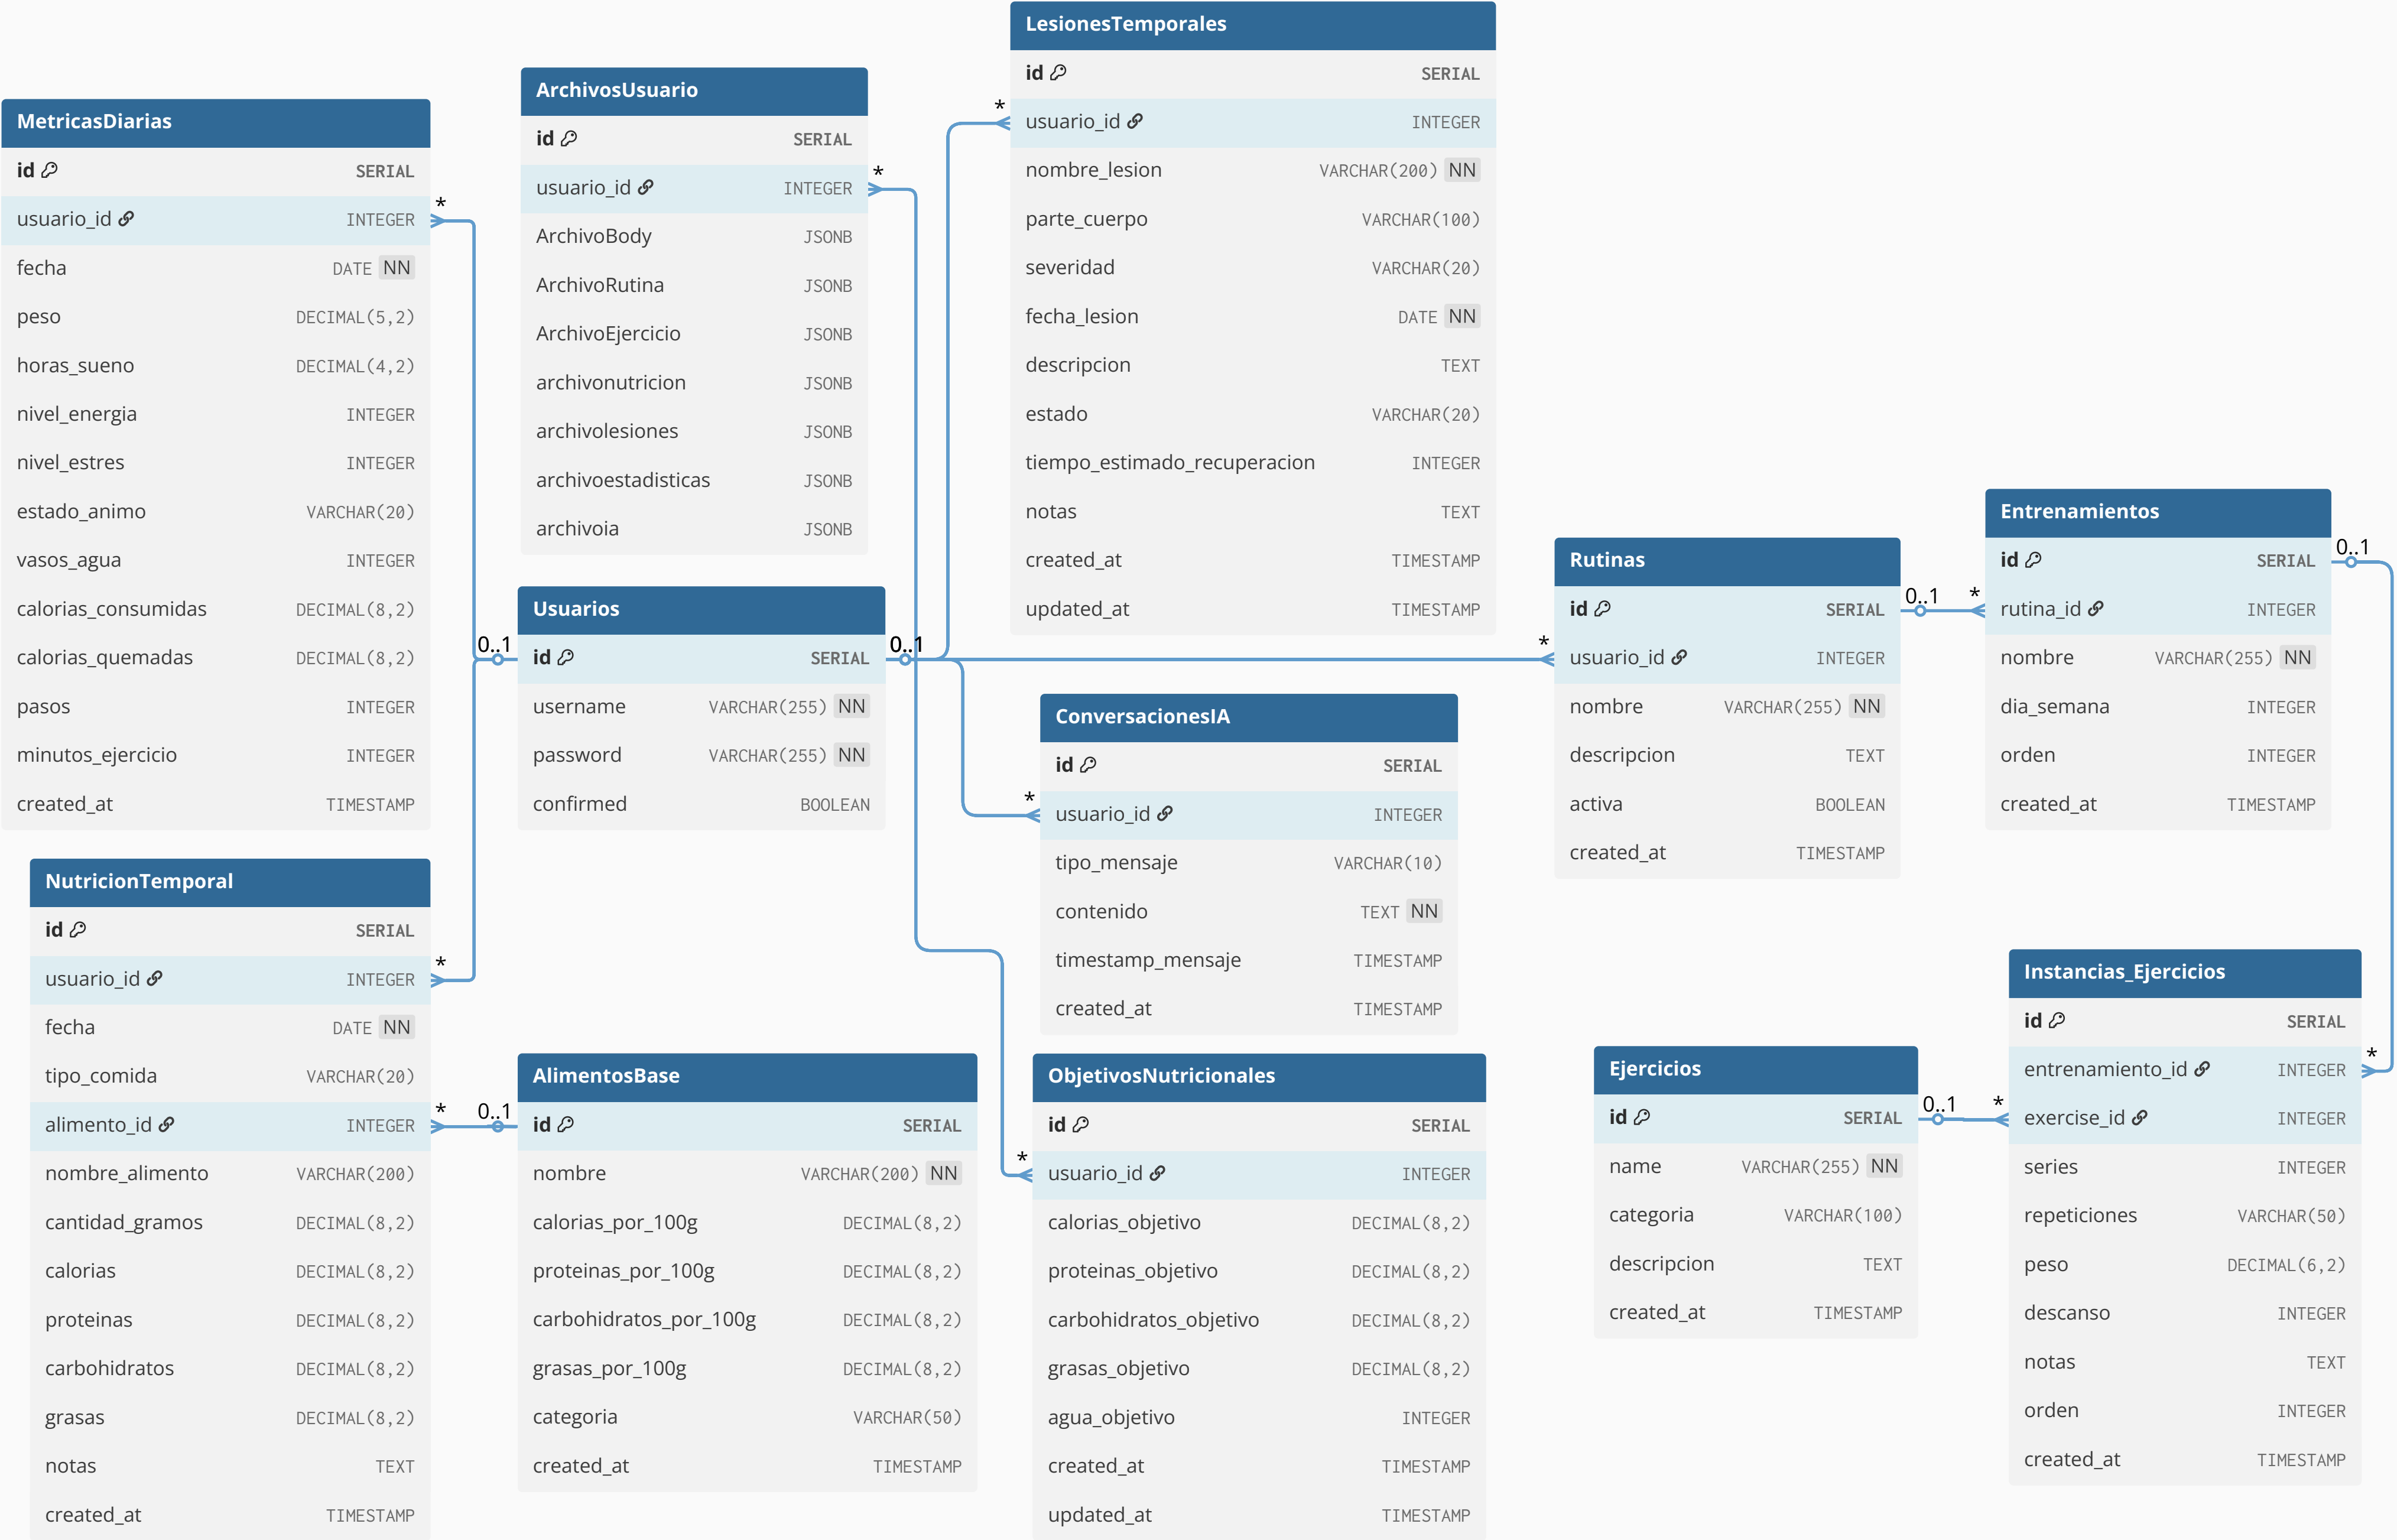 MetricasDiarias
id SERIAL
usuario_id INTEGER
fecha DATE NN
peso DECIMAL(5,2)
horas_sueno DECIMAL(4,2)
nivel_energia INTEGER
nivel_estres INTEGER
estado_animo VARCHAR(20)
vasos_agua INTEGER
calorias_consumidas DECIMAL(8,2)
calorias_quemadas DECIMAL(8,2)
pasos INTEGER
minutos_ejercicio INTEGER
created_at TIMESTAMP
*
0..1
ArchivosUsuario
id SERIAL
usuario_id INTEGER
ArchivoBody JSONB
ArchivoRutina JSONB
ArchivoEjercicio JSONB
archivonutricion JSONB
archivolesiones JSONB
archivoestadisticas JSONB
archivoia JSONB
*
Usuarios
id SERIAL
username VARCHAR(255) NN
password VARCHAR(255) NN
confirmed BOOLEAN
0..1
LesionesTemporales
id SERIAL
*
usuario_id INTEGER
nombre_lesion VARCHAR(200) NN
parte_cuerpo VARCHAR(100)
severidad VARCHAR(20)
fecha_lesion DATE NN
descripcion TEXT
estado VARCHAR(20)
tiempo_estimado_recuperacion INTEGER
notas TEXT
created_at TIMESTAMP
updated_at TIMESTAMP
ConversacionesIA
id SERIAL
*
usuario_id INTEGER
tipo_mensaje VARCHAR(10)
contenido TEXT NN
timestamp_mensaje TIMESTAMP
created_at TIMESTAMP
Rutinas
id SERIAL
0..1
*
usuario_id INTEGER
nombre VARCHAR(255) NN
descripcion TEXT
activa BOOLEAN
created_at TIMESTAMP
Entrenamientos
id SERIAL
0..1
*
rutina_id INTEGER
nombre VARCHAR(255) NN
dia_semana INTEGER
orden INTEGER
created_at TIMESTAMP
NutricionTemporal
id SERIAL
*
usuario_id INTEGER
fecha DATE NN
tipo_comida VARCHAR(20)
*
alimento_id INTEGER
nombre_alimento VARCHAR(200)
cantidad_gramos DECIMAL(8,2)
calorias DECIMAL(8,2)
proteinas DECIMAL(8,2)
carbohidratos DECIMAL(8,2)
grasas DECIMAL(8,2)
notas TEXT
created_at TIMESTAMP
AlimentosBase
0..1
id SERIAL
nombre VARCHAR(200) NN
calorias_por_100g DECIMAL(8,2)
proteinas_por_100g DECIMAL(8,2)
carbohidratos_por_100g DECIMAL(8,2)
grasas_por_100g DECIMAL(8,2)
categoria VARCHAR(50)
created_at TIMESTAMP
ObjetivosNutricionales
id SERIAL
*
usuario_id INTEGER
calorias_objetivo DECIMAL(8,2)
proteinas_objetivo DECIMAL(8,2)
carbohidratos_objetivo DECIMAL(8,2)
grasas_objetivo DECIMAL(8,2)
agua_objetivo INTEGER
created_at TIMESTAMP
updated_at TIMESTAMP
Ejercicios
id SERIAL
0..1
name VARCHAR(255) NN
categoria VARCHAR(100)
descripcion TEXT
created_at TIMESTAMP
Instancias_Ejercicios
id SERIAL
*
entrenamiento_id INTEGER
*
exercise_id INTEGER
series INTEGER
repeticiones VARCHAR(50)
peso DECIMAL(6,2)
descanso INTEGER
notas TEXT
orden INTEGER
created_at TIMESTAMP